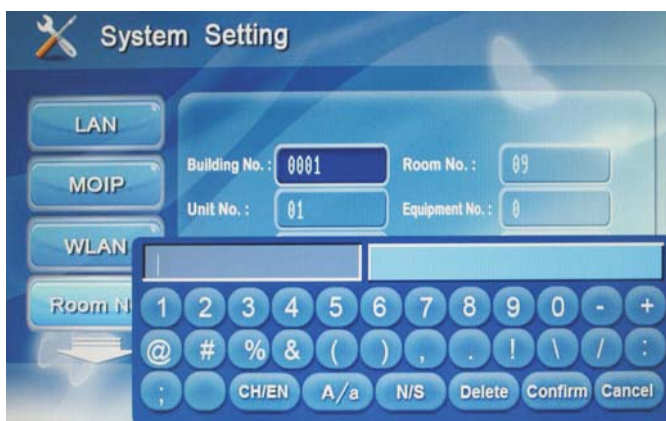 System Setting
LAN
MOIP
WLAN
Room N
Building No. : 0001 Room No. : 09
Unit No. : 01 Equipment No. : 0
1 2 3 4 5 6 7 8 9 0 - +
@ # % & ( ) , . ! \ / :
; CH/EN A/a N/S Delete Confirm Cancel